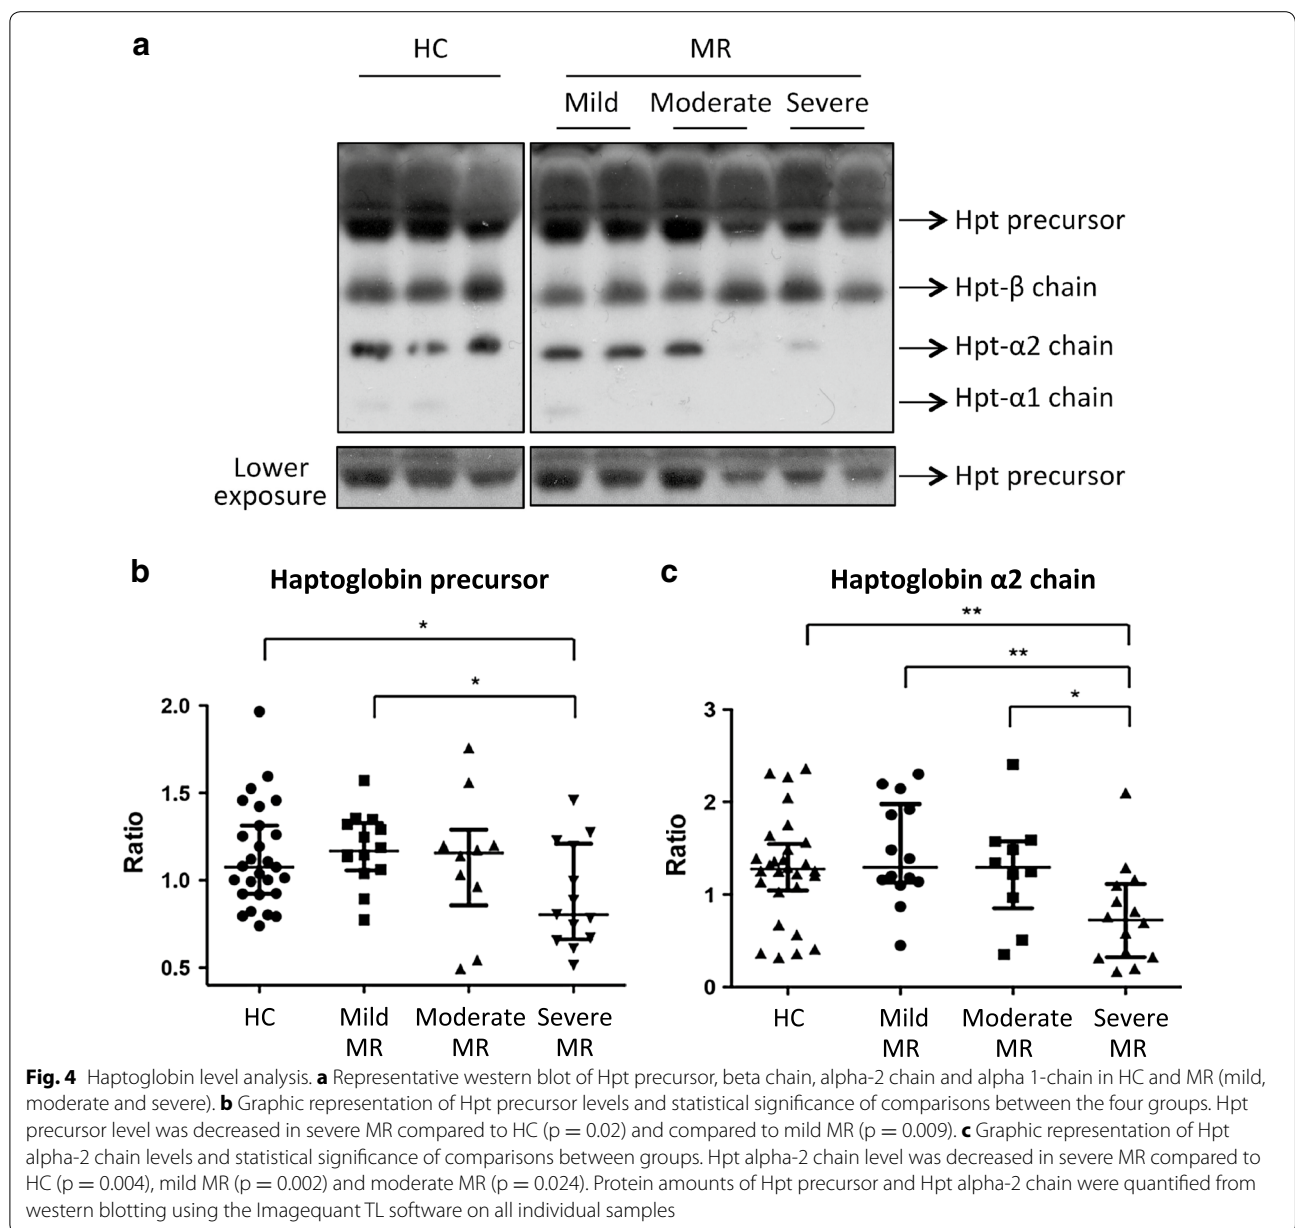 a
HC
MR
Mild Moderate Severe
Hpt precursor
Hpt-β chain
Hpt-α2 chain
Hpt-α1 chain
Lower
exposure
Hpt precursor
b
Haptoglobin precursor
*
*
2.0
1.5
1.0
0.5
Ratio
HC
Mild
MR
Moderate
MR
Severe
MR
c
Haptoglobin α2 chain
**
**
*
3
2
1
0
Ratio
HC
Mild
MR
Moderate
MR
Severe
MR
Fig. 4 Haptoglobin level analysis. a Representative western blot of Hpt precursor, beta chain, alpha-2 chain and alpha 1-chain in HC and MR (mild,
moderate and severe). b Graphic representation of Hpt precursor levels and statistical significance of comparisons between the four groups. Hpt
precursor level was decreased in severe MR compared to HC (p = 0.02) and compared to mild MR (p = 0.009). c Graphic representation of Hpt
alpha-2 chain levels and statistical significance of comparisons between groups. Hpt alpha-2 chain level was decreased in severe MR compared to
HC (p = 0.004), mild MR (p = 0.002) and moderate MR (p = 0.024). Protein amounts of Hpt precursor and Hpt alpha-2 chain were quantified from
western blotting using the Imagequant TL software on all individual samples